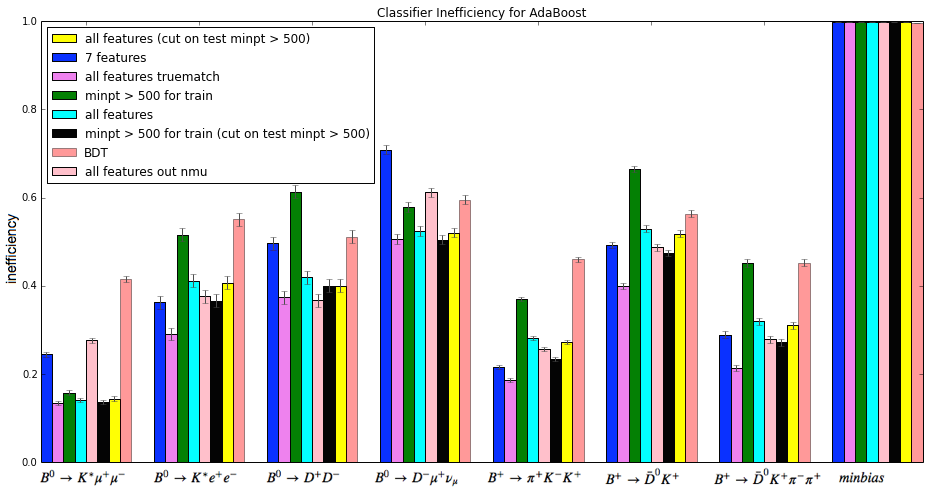 Classifier Inefficiency for AdaBoost
1.0
0.8
0.6
0.4
0.2
0.0
inefficiency
all features (cut on test minpt > 500)
7 features
all features truematch
minpt > 500 for train
all features
minpt > 500 for train (cut on test minpt > 500)
BDT
all features out nmu
B⁰ → K*μ⁺μ⁻
B⁰ → K*e⁺e⁻
B⁰ → D⁺D⁻
B⁰ → D⁻μ⁺ν_μ
B⁺ → π⁺K⁻K⁺
B⁺ → D̄⁰K⁺
B⁺ → D̄⁰K⁺π⁻π⁺
minbias